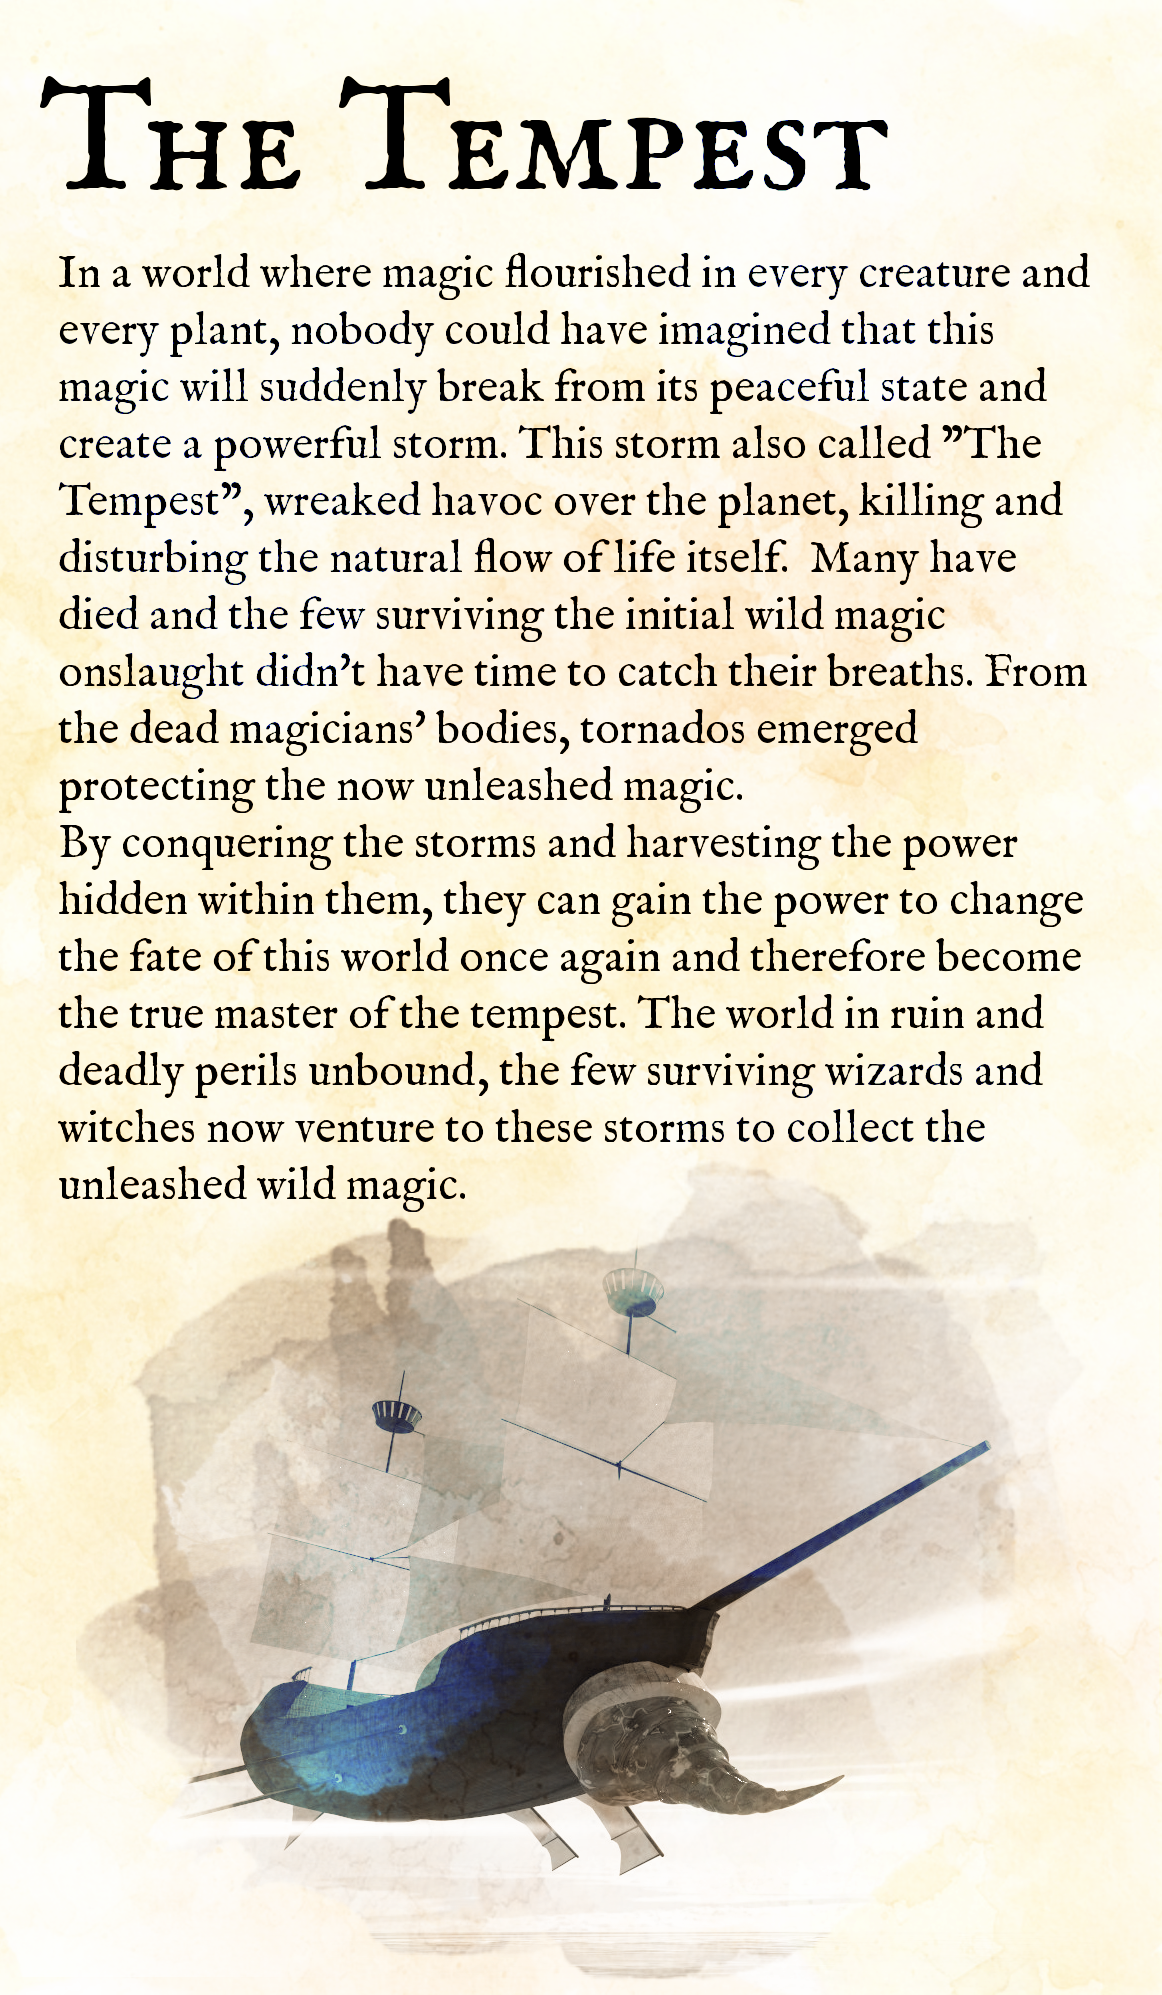 The Tempest
In a world where magic flourished in every creature and
every plant, nobody could have imagined that this
magic will suddenly break from its peaceful state and
create a powerful storm. This storm also called ”The
Tempest”, wreaked havoc over the planet, killing and
disturbing the natural flow of life itself.  Many have
died and the few surviving the initial wild magic
onslaught didn’t have time to catch their breaths. From
the dead magicians’ bodies, tornados emerged
protecting the now unleashed magic.
By conquering the storms and harvesting the power
hidden within them, they can gain the power to change
the fate of this world once again and therefore become
the true master of the tempest. The world in ruin and
deadly perils unbound, the few surviving wizards and
witches now venture to these storms to collect the
unleashed wild magic.